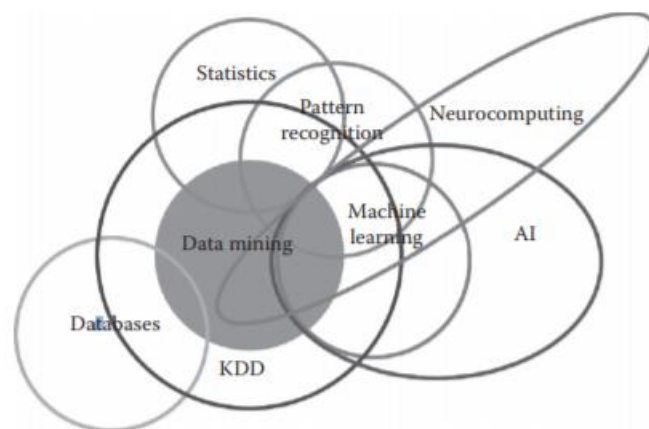 Statistics
Pattern
recognition
Neurocomputing
Machine
learning
AI
Data mining
Databases
KDD